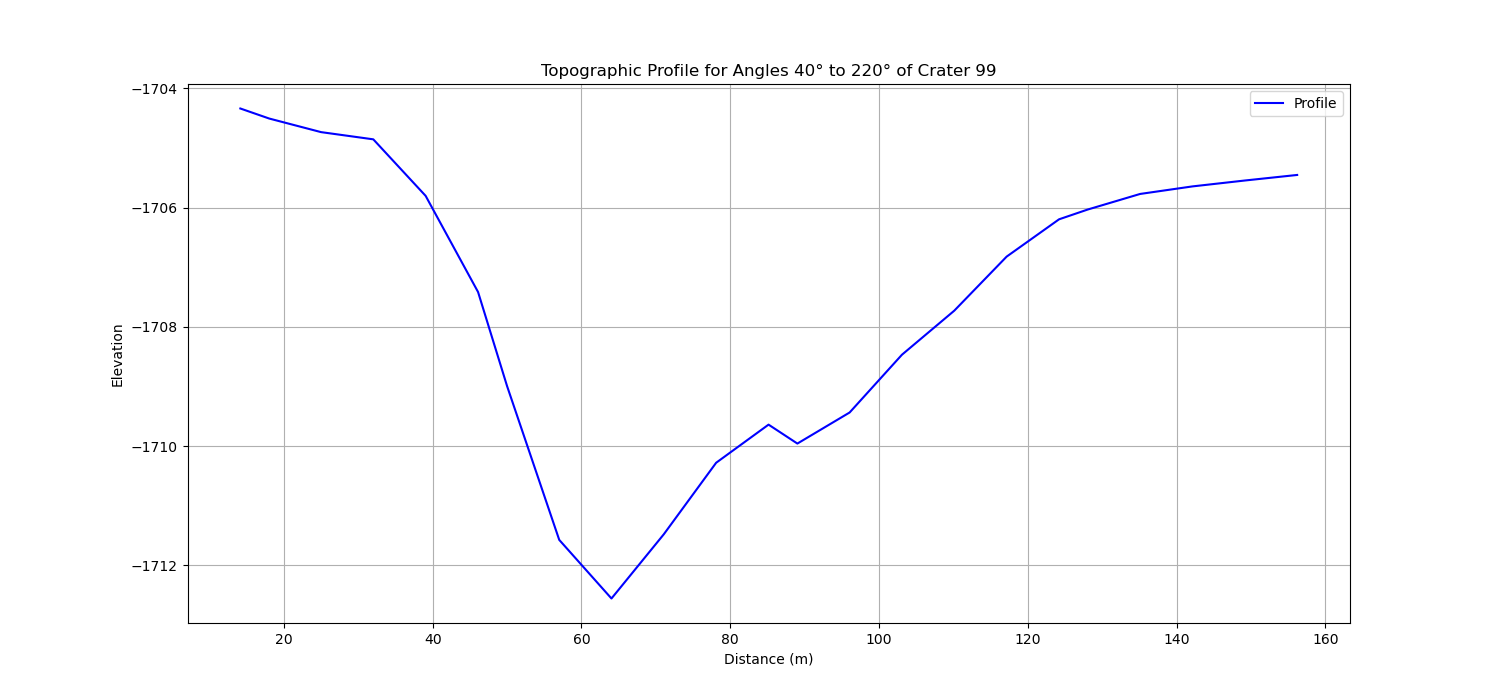 Topographic Profile for Angles 40° to 220° of Crater 99
Profile
Elevation
−1704
−1706
−1708
−1710
−1712
20 40 60 80 100 120 140 160
Distance (m)